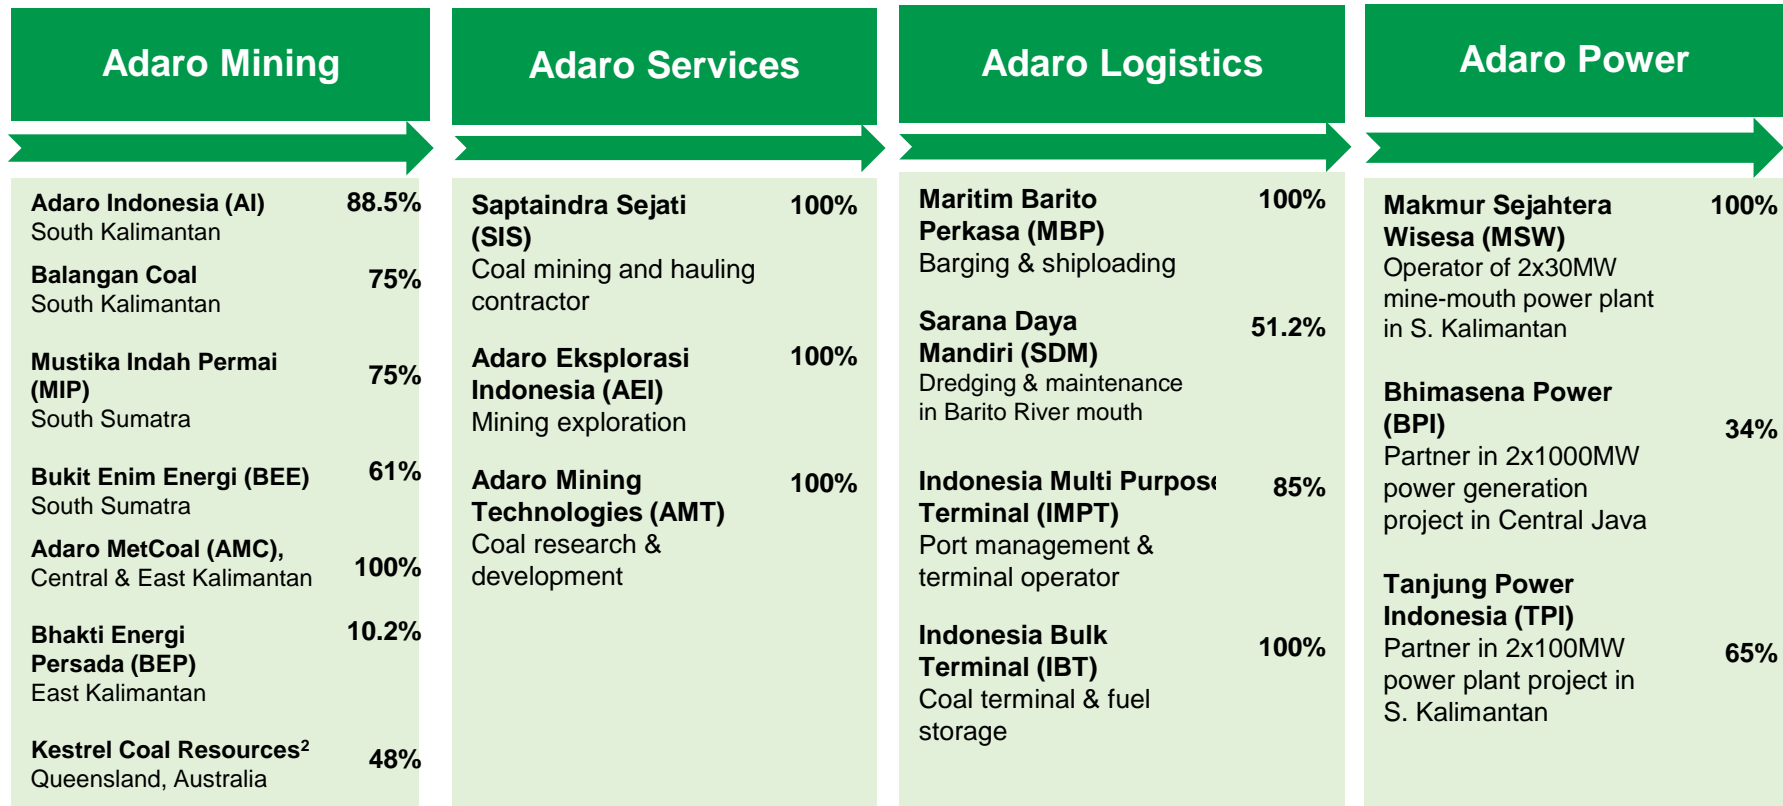 Adaro Mining
Adaro Indonesia (AI) 88.5%
South Kalimantan
Balangan Coal 75%
South Kalimantan
Mustika Indah Permai
(MIP) 75%
South Sumatra
Bukit Enim Energi (BEE) 61%
South Sumatra
Adaro MetCoal (AMC),
Central & East Kalimantan 100%
Bhakti Energi 10.2%
Persada (BEP)
East Kalimantan
Kestrel Coal Resources² 48%
Queensland, Australia
Adaro Services
Saptaindra Sejati 100%
(SIS)
Coal mining and hauling
contractor
Adaro Eksplorasi 100%
Indonesia (AEI)
Mining exploration
Adaro Mining 100%
Technologies (AMT)
Coal research &
development
Adaro Logistics
Maritim Barito 100%
Perkasa (MBP)
Barging & shiploading
Sarana Daya 51.2%
Mandiri (SDM)
Dredging & maintenance
in Barito River mouth
Indonesia Multi Purpose 85%
Terminal (IMPT)
Port management &
terminal operator
Indonesia Bulk 100%
Terminal (IBT)
Coal terminal & fuel
storage
Adaro Power
Makmur Sejahtera 100%
Wisesa (MSW)
Operator of 2x30MW
mine-mouth power plant
in S. Kalimantan
Bhimasena Power
(BPI) 34%
Partner in 2x1000MW
power generation
project in Central Java
Tanjung Power
Indonesia (TPI)
Partner in 2x100MW 65%
power plant project in
S. Kalimantan